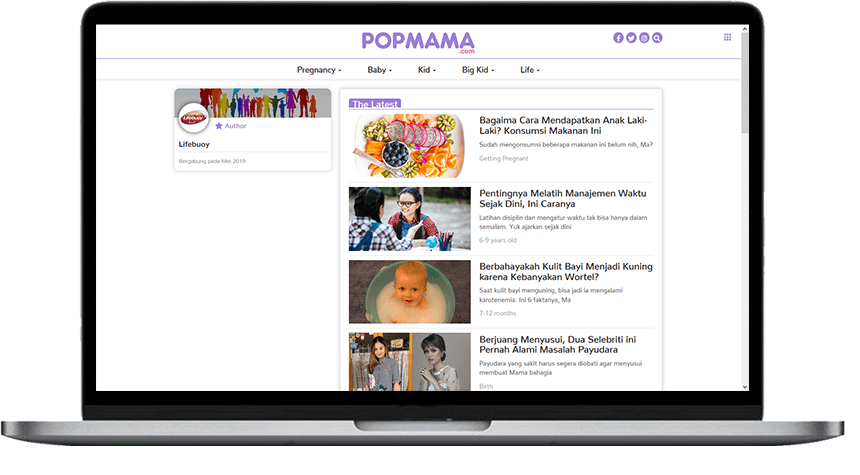 POPMAMA
.com
Pregnancy
Baby
Kid
Big Kid
Life
Lifebuoy
Author
Lifebuoy
Bergabung pada Mei 2019
The Latest
Bagaima Cara Mendapatkan Anak Laki-
Laki? Konsumsi Makanan Ini
Sudah mengonsumsi beberapa makanan ini belum nih, Ma?
Getting Pregnant
Pentingnya Melatih Manajemen Waktu
Sejak Dini, Ini Caranya
Latihan disiplin dan mengatur waktu tak bisa hanya dalam
semalam. Yuk ajarkan sejak dini
6-9 years old
Berbahayakah Kulit Bayi Menjadi Kuning
karena Kebanyakan Wortel?
Saat kulit bayi menguning, bisa jadi ia mengalami
karotenemia. Ini 6 faktanya, Ma
7-12 months
Berjuang Menyusui, Dua Selebriti ini
Pernah Alami Masalah Payudara
Payudara yang sakit harus segera diobati agar menyusui
membuat Mama bahagia
Birth